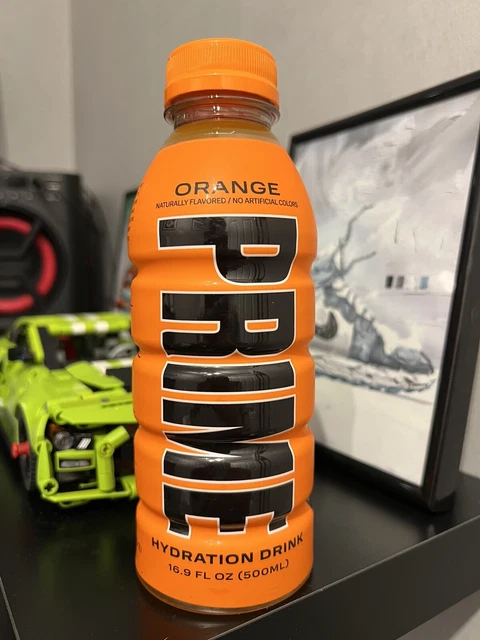 ORANGE
NATURALLY FLAVORED / NO ARTIFICIAL COLORS
PRIME
HYDRATION DRINK
16.9 FL OZ (500ML)